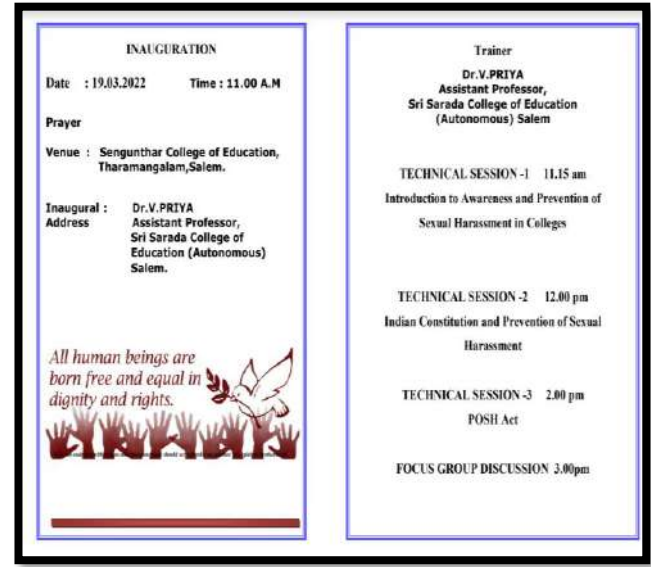 INAUGURATION
Date : 19.03.2022 Time : 11.00 A.M
Prayer
Venue : Sengunthar College of Education,
Tharamangalam,Salem.
Inaugural : Dr.V.PRIYA
Address Assistant Professor,
Sri Sarada College of
Education (Autonomous)
Salem.
All human beings are
born free and equal in
dignity and rights.
Trainer
Dr.V.PRIYA
Assistant Professor,
Sri Sarada College of Education
(Autonomous) Salem
TECHNICAL SESSION -1 11.15 am
Introduction to Awareness and Prevention of
Sexual Harassment in Colleges
TECHNICAL SESSION -2 12.00 pm
Indian Constitution and Prevention of Sexual
Harassment
TECHNICAL SESSION -3 2.00 pm
POSH Act
FOCUS GROUP DISCUSSION 3.00pm